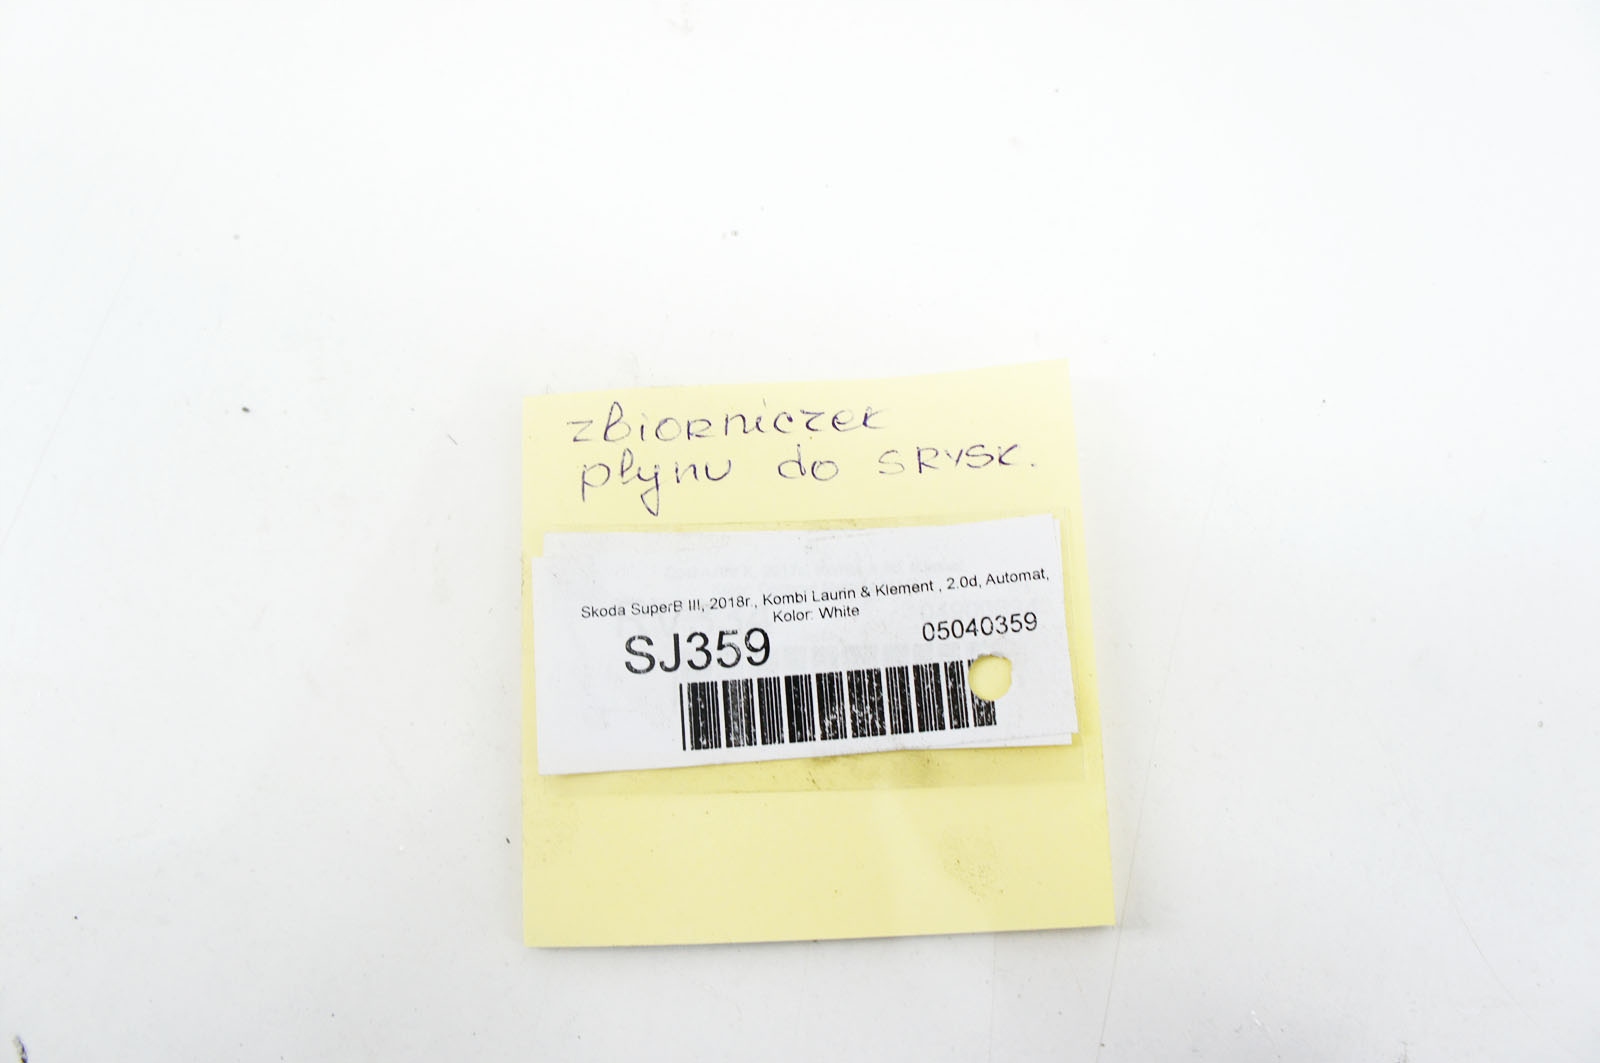 zbiorniczek
płynu do SRYSK.
Skoda SuperB III, 2018r., Kombi Laurin & Klement , 2.0d, Automat,
Kolor: White
SJ359
05040359